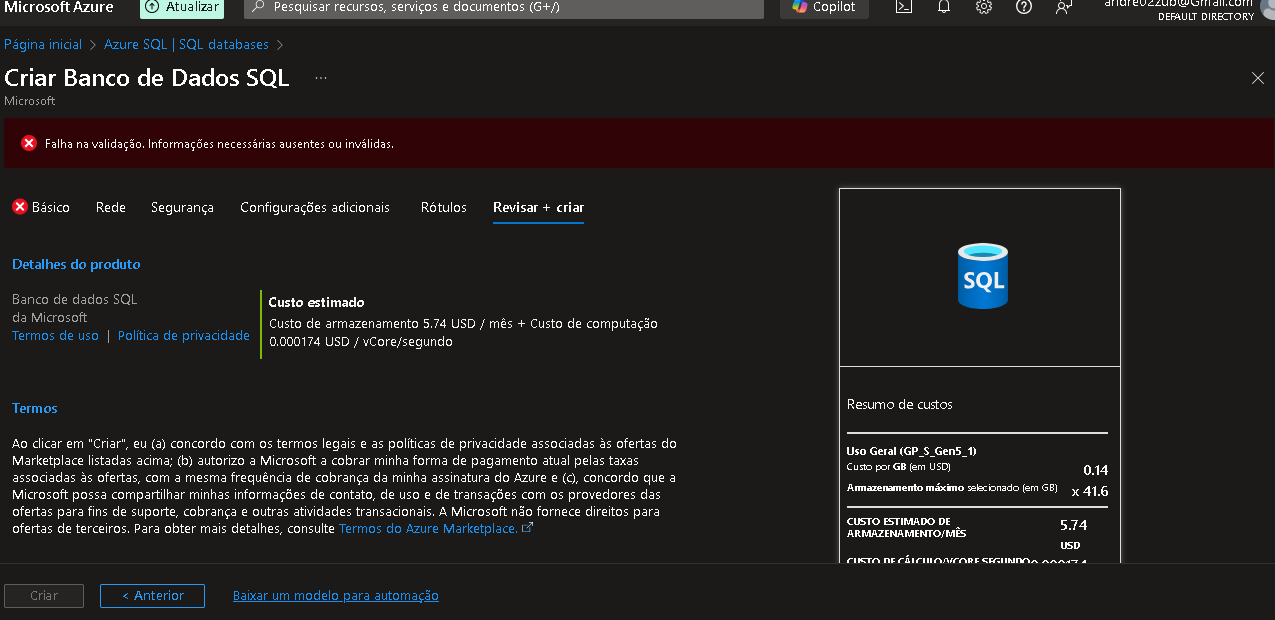 Microsoft Azure
Atualizar
Pesquisar recursos, serviços e documentos (G+/)
Copilot
andre02zub@Gmail.com
DEFAULT DIRECTORY
Página inicial > Azure SQL | SQL databases >
Criar Banco de Dados SQL ...
Microsoft
Falha na validação. Informações necessárias ausentes ou inválidas.
Básico Rede Segurança Configurações adicionais Rótulos Revisar + criar
Detalhes do produto
Banco de dados SQL
da Microsoft
Termos de uso | Política de privacidade
Custo estimado
Custo de armazenamento 5.74 USD / mês + Custo de computação
0.000174 USD / vCore/segundo
Termos
Ao clicar em "Criar", eu (a) concordo com os termos legais e as políticas de privacidade associadas às ofertas do
Marketplace listadas acima; (b) autorizo a Microsoft a cobrar minha forma de pagamento atual pelas taxas
associadas às ofertas, com a mesma frequência de cobrança da minha assinatura do Azure e (c), concordo que a
Microsoft possa compartilhar minhas informações de contato, de uso e de transações com os provedores das
ofertas para fins de suporte, cobrança e outras atividades transacionais. A Microsoft não fornece direitos para
ofertas de terceiros. Para obter mais detalhes, consulte Termos do Azure Marketplace.
SQL
Resumo de custos
Uso Geral (GP_S_Gen5_1)
Custo por GB (em USD) 0.14
Armazenamento máximo selecionado (em GB) x 41.6
CUSTO ESTIMADO DE
ARMAZENAMENTO/MÊS
5.74
USD
CUSTO DE CÁLCULO/VCORE SEGUNDO 0.000174
Criar
< Anterior
Baixar um modelo para automação